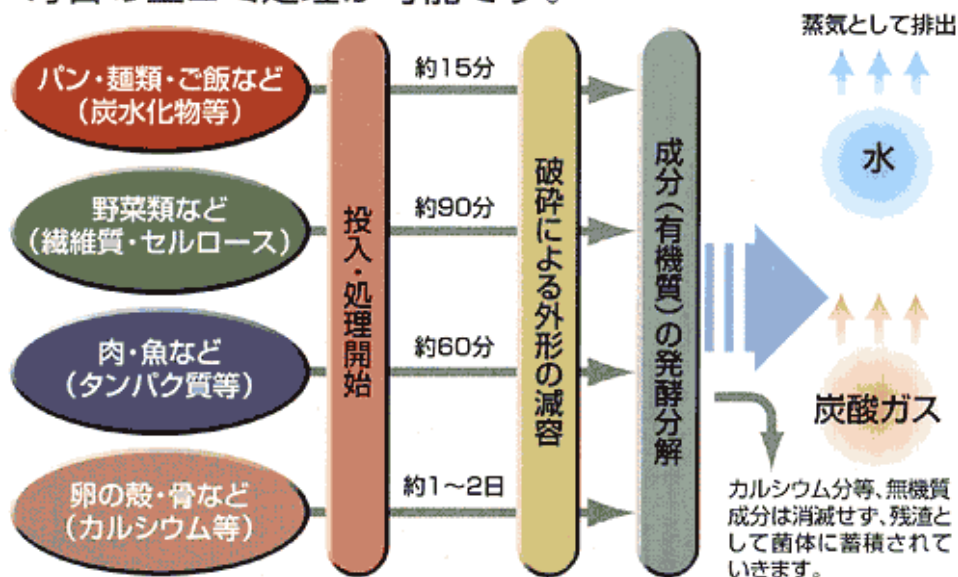 蒸気として排出
パン・麺類・ご飯など
(炭水化物等)
約15分
水
野菜類など
(繊維質・セルロース)
約90分
肉・魚など
(タンパク質等)
約60分
卵の殻・骨など
(カルシウム等)
約1〜2日
投入・処理開始
破砕による外形の減容
成分(有機質)の発酵分解
炭酸ガス
カルシウム分等、無機質
成分は消滅せず、残渣と
して菌体に蓄積されて
いきます。